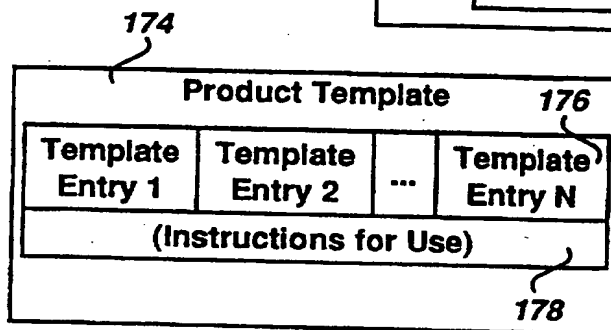 174
Product Template 176
Template Template ... Template
Entry 1 Entry 2 Entry N
(Instructions for Use)
178